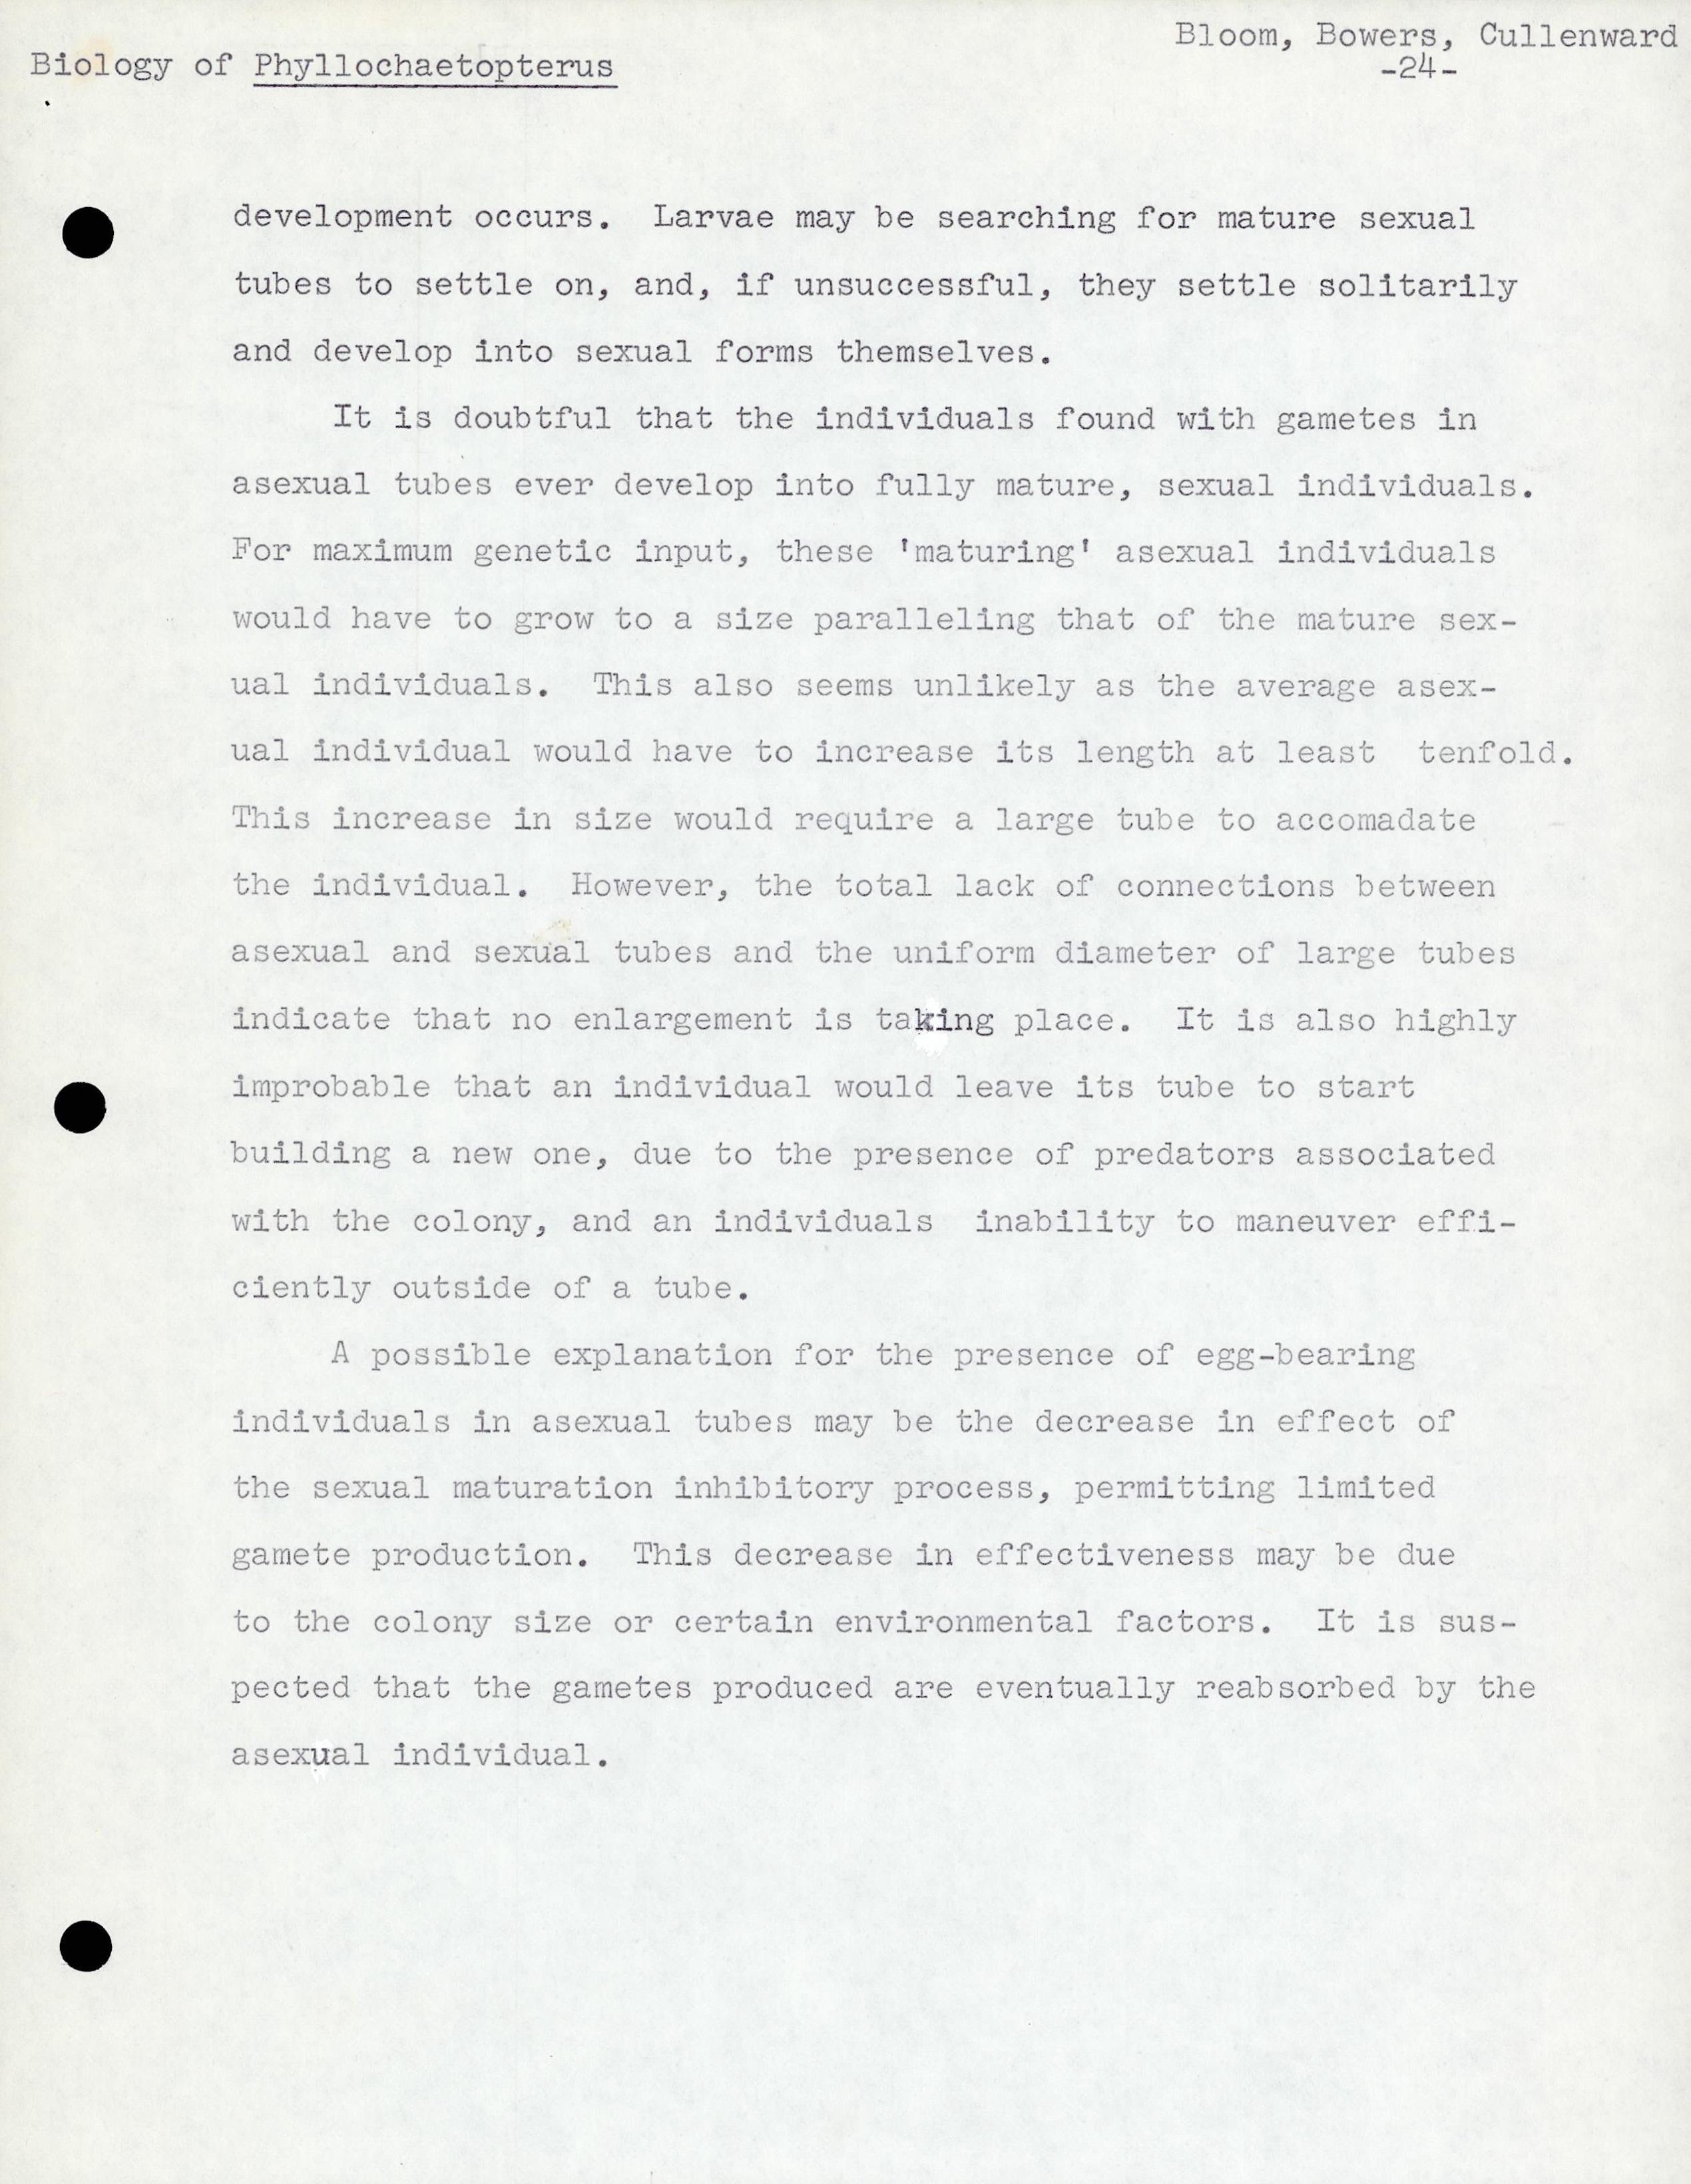 Bloom, Bowers, Cullenward
Biology of Phyllochaetopterus
-24-
development occurs.  Larvae may be searching for mature sexual
tubes to settle on, and, if unsuccessful, they settle solitarily
and develop into sexual forms themselves.
It is doubtful that the individuals found with gametes in
asexual tubes ever develop into fully mature, sexual individuals.
For maximum genetic input, these 'maturing' asexual individuals
would have to grow to a size paralleling that of the mature sex-
ual individuals.  This also seems unlikely as the average asex-
ual individual would have to increase its length at least  tenfold.
This increase in size would require a large tube to accomadate
the individual.  However, the total lack of connections between
asexual and sexual tubes and the uniform diameter of large tubes
indicate that no enlargement is taking place.  It is also highly
improbable that an individual would leave its tube to start
building a new one, due to the presence of predators associated
with the colony, and an individuals  inability to maneuver effi-
ciently outside of a tube.
A possible explanation for the presence of egg-bearing
individuals in asexual tubes may be the decrease in effect of
the sexual maturation inhibitory process, permitting limited
gamete production.  This decrease in effectiveness may be due
to the colony size or certain environmental factors.  It is sus-
pected that the gametes produced are eventually reabsorbed by the
asexual individual.